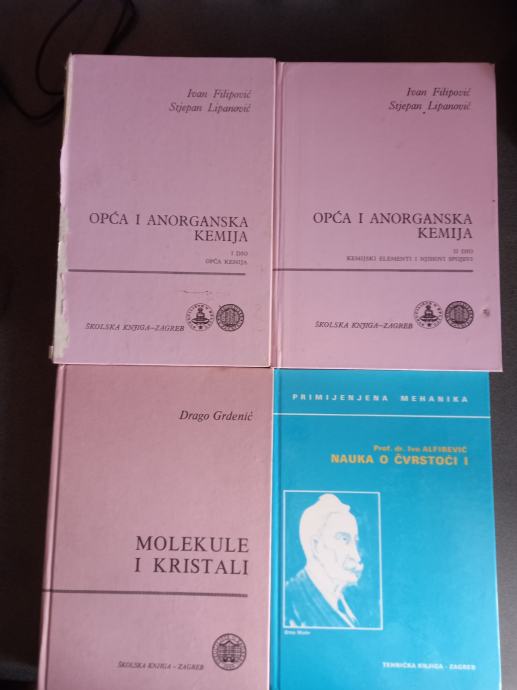 Ivan Filipović
Stjepan Lipanović
OPĆA I ANORGANSKA
KEMIJA
I DIO
OPĆA KEMIJA
ŠKOLSKA KNJIGA–ZAGREB
Ivan Filipović
Stjepan Lipanović
OPĆA I ANORGANSKA
KEMIJA
II DIO
KEMIJSKI ELEMENTI I NJIHOVI SPOJEVI
ŠKOLSKA KNJIGA–ZAGREB
Drago Grdenić
MOLEKULE
I KRISTALI
ŠKOLSKA KNJIGA - ZAGREB
PRIMIJENJENA MEHANIKA
Prof. dr. Ivo ALFIREVIĆ
NAUKA O ČVRSTOĆI I
Otto Mohr
TEHNIČKA KNJIGA - ZAGREB